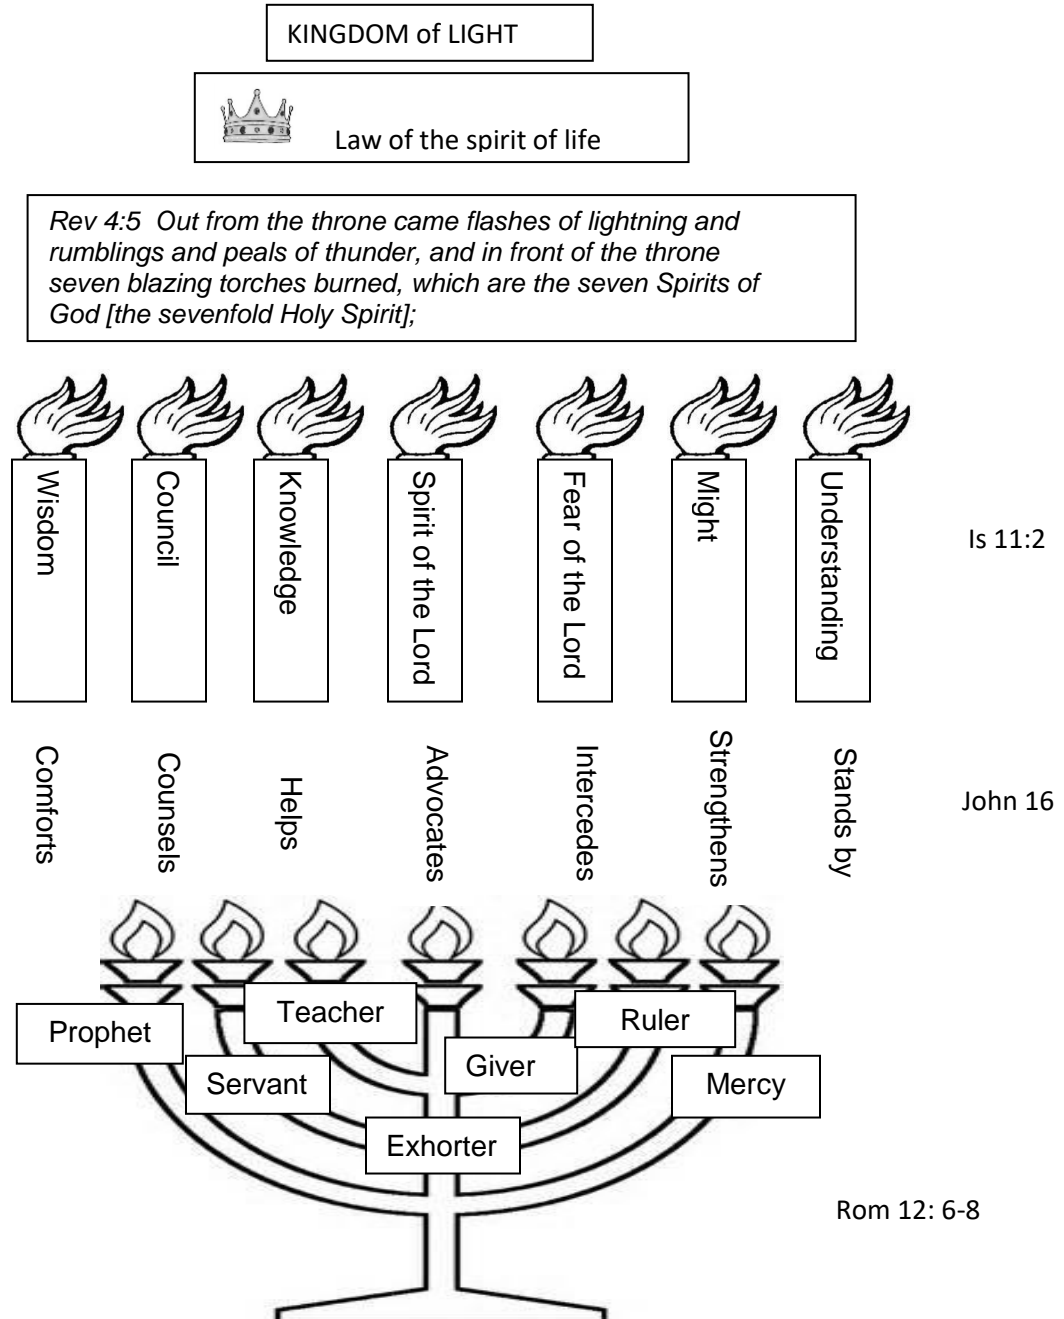 KINGDOM of LIGHT
Law of the spirit of life
Rev 4:5 Out from the throne came flashes of lightning and
rumblings and peals of thunder, and in front of the throne
seven blazing torches burned, which are the seven Spirits of
God [the sevenfold Holy Spirit];
Wisdom
Council
Knowledge
Spirit of the Lord
Fear of the Lord
Might
Understanding
Is 11:2
Comforts
Counsels
Helps
Advocates
Intercedes
Strengthens
Stands by
John 16
Prophet
Servant
Teacher
Exhorter
Giver
Ruler
Mercy
Rom 12: 6-8